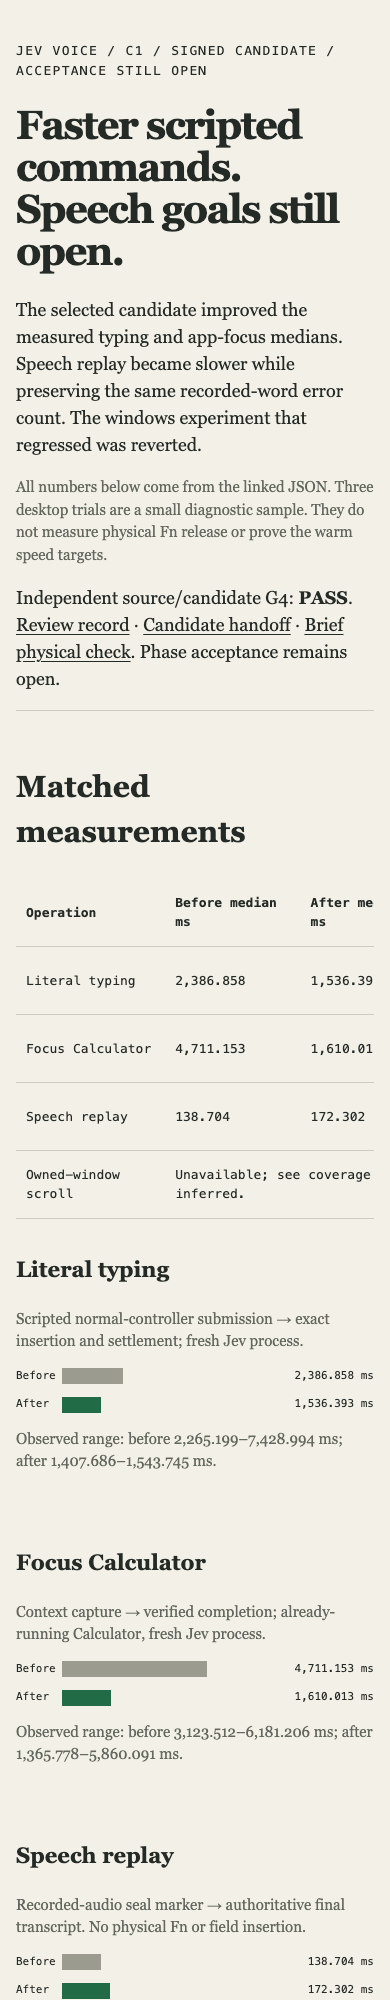 JEV VOICE / C1 / SIGNED CANDIDATE /
ACCEPTANCE STILL OPEN
Faster scripted
commands.
Speech goals still
open.
The selected candidate improved the
measured typing and app-focus medians.
Speech replay became slower while
preserving the same recorded-word error
count. The windows experiment that
regressed was reverted.
All numbers below come from the linked JSON. Three
desktop trials are a small diagnostic sample. They do
not measure physical Fn release or prove the warm
speed targets.
Independent source/candidate G4: PASS.
Review record · Candidate handoff · Brief
physical check. Phase acceptance remains
open.
Matched
measurements
Operation Before median ms After me ms
Literal typing 2,386.858 1,536.39
Focus Calculator 4,711.153 1,610.01
Speech replay 138.704 172.302
Owned-window scroll Unavailable; see coverage inferred.
Literal typing
Scripted normal-controller submission → exact
insertion and settlement; fresh Jev process.
Before 2,386.858 ms
After 1,536.393 ms
Observed range: before 2,265.199–7,428.994 ms;
after 1,407.686–1,543.745 ms.
Focus Calculator
Context capture → verified completion; already-
running Calculator, fresh Jev process.
Before 4,711.153 ms
After 1,610.013 ms
Observed range: before 3,123.512–6,181.206 ms; after
1,365.778–5,860.091 ms.
Speech replay
Recorded-audio seal marker → authoritative final
transcript. No physical Fn or field insertion.
Before 138.704 ms
After 172.302 ms